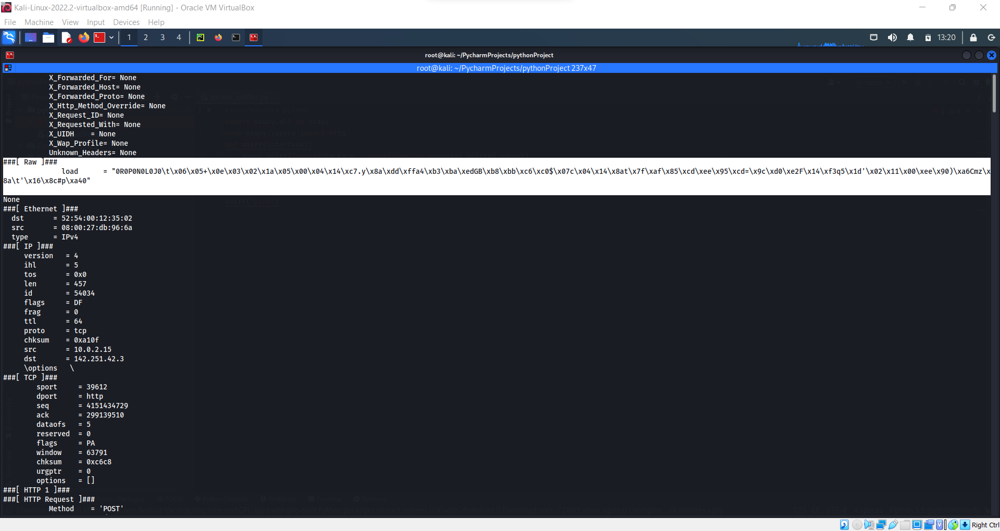 Kali-Linux-2022.2-virtualbox-amd64 [Running] - Oracle VM VirtualBox
File Machine View Input Devices Help
1 2 3 4 13:20
root@kali: ~/PycharmProjects/pythonProject
root@kali: ~/PycharmProjects/pythonProject 237x47
X_Forwarded_For= None
X_Forwarded_Host= None
X_Forwarded_Proto= None
X_Http_Method_Override= None
X_Request_ID= None
X_Requested_With= None
X_UIDH = None
X_Wap_Profile= None
Unknown_Headers= None
###[ Raw ]###
load = "0R0P0N0L0J0\t\x06\x05+\x0e\x03\x02\x1a\x05\x00\x04\x14\xc7.y\x8a\xdd\xffa4\xb3\xba\xedGB\xb8\xbb\xc6\xc0$\x07c\x04\x14\x8at\x7f\xaf\x85\xcd\xee\x95\xcd=\x9c\xd0\xe2F\x14\xf3q5\x1d'\x02\x11\x00\xee\x90)\xa6Cmz\x
8a\t'\x16\x8c#p\xa40"
None
###[ Ethernet ]###
dst = 52:54:00:12:35:02
src = 08:00:27:db:96:6a
type = IPv4
###[ IP ]###
version = 4
ihl = 5
tos = 0x0
len = 457
id = 54034
flags = DF
frag = 0
ttl = 64
proto = tcp
chksum = 0xa10f
src = 10.0.2.15
dst = 142.251.42.3
\options \
###[ TCP ]###
sport = 39612
dport = http
seq = 4151434729
ack = 299139510
dataofs = 5
reserved = 0
flags = PA
window = 63791
chksum = 0xc6c8
urgptr = 0
options = []
###[ HTTP 1 ]###
###[ HTTP Request ]###
Method = 'POST'
Right Ctrl